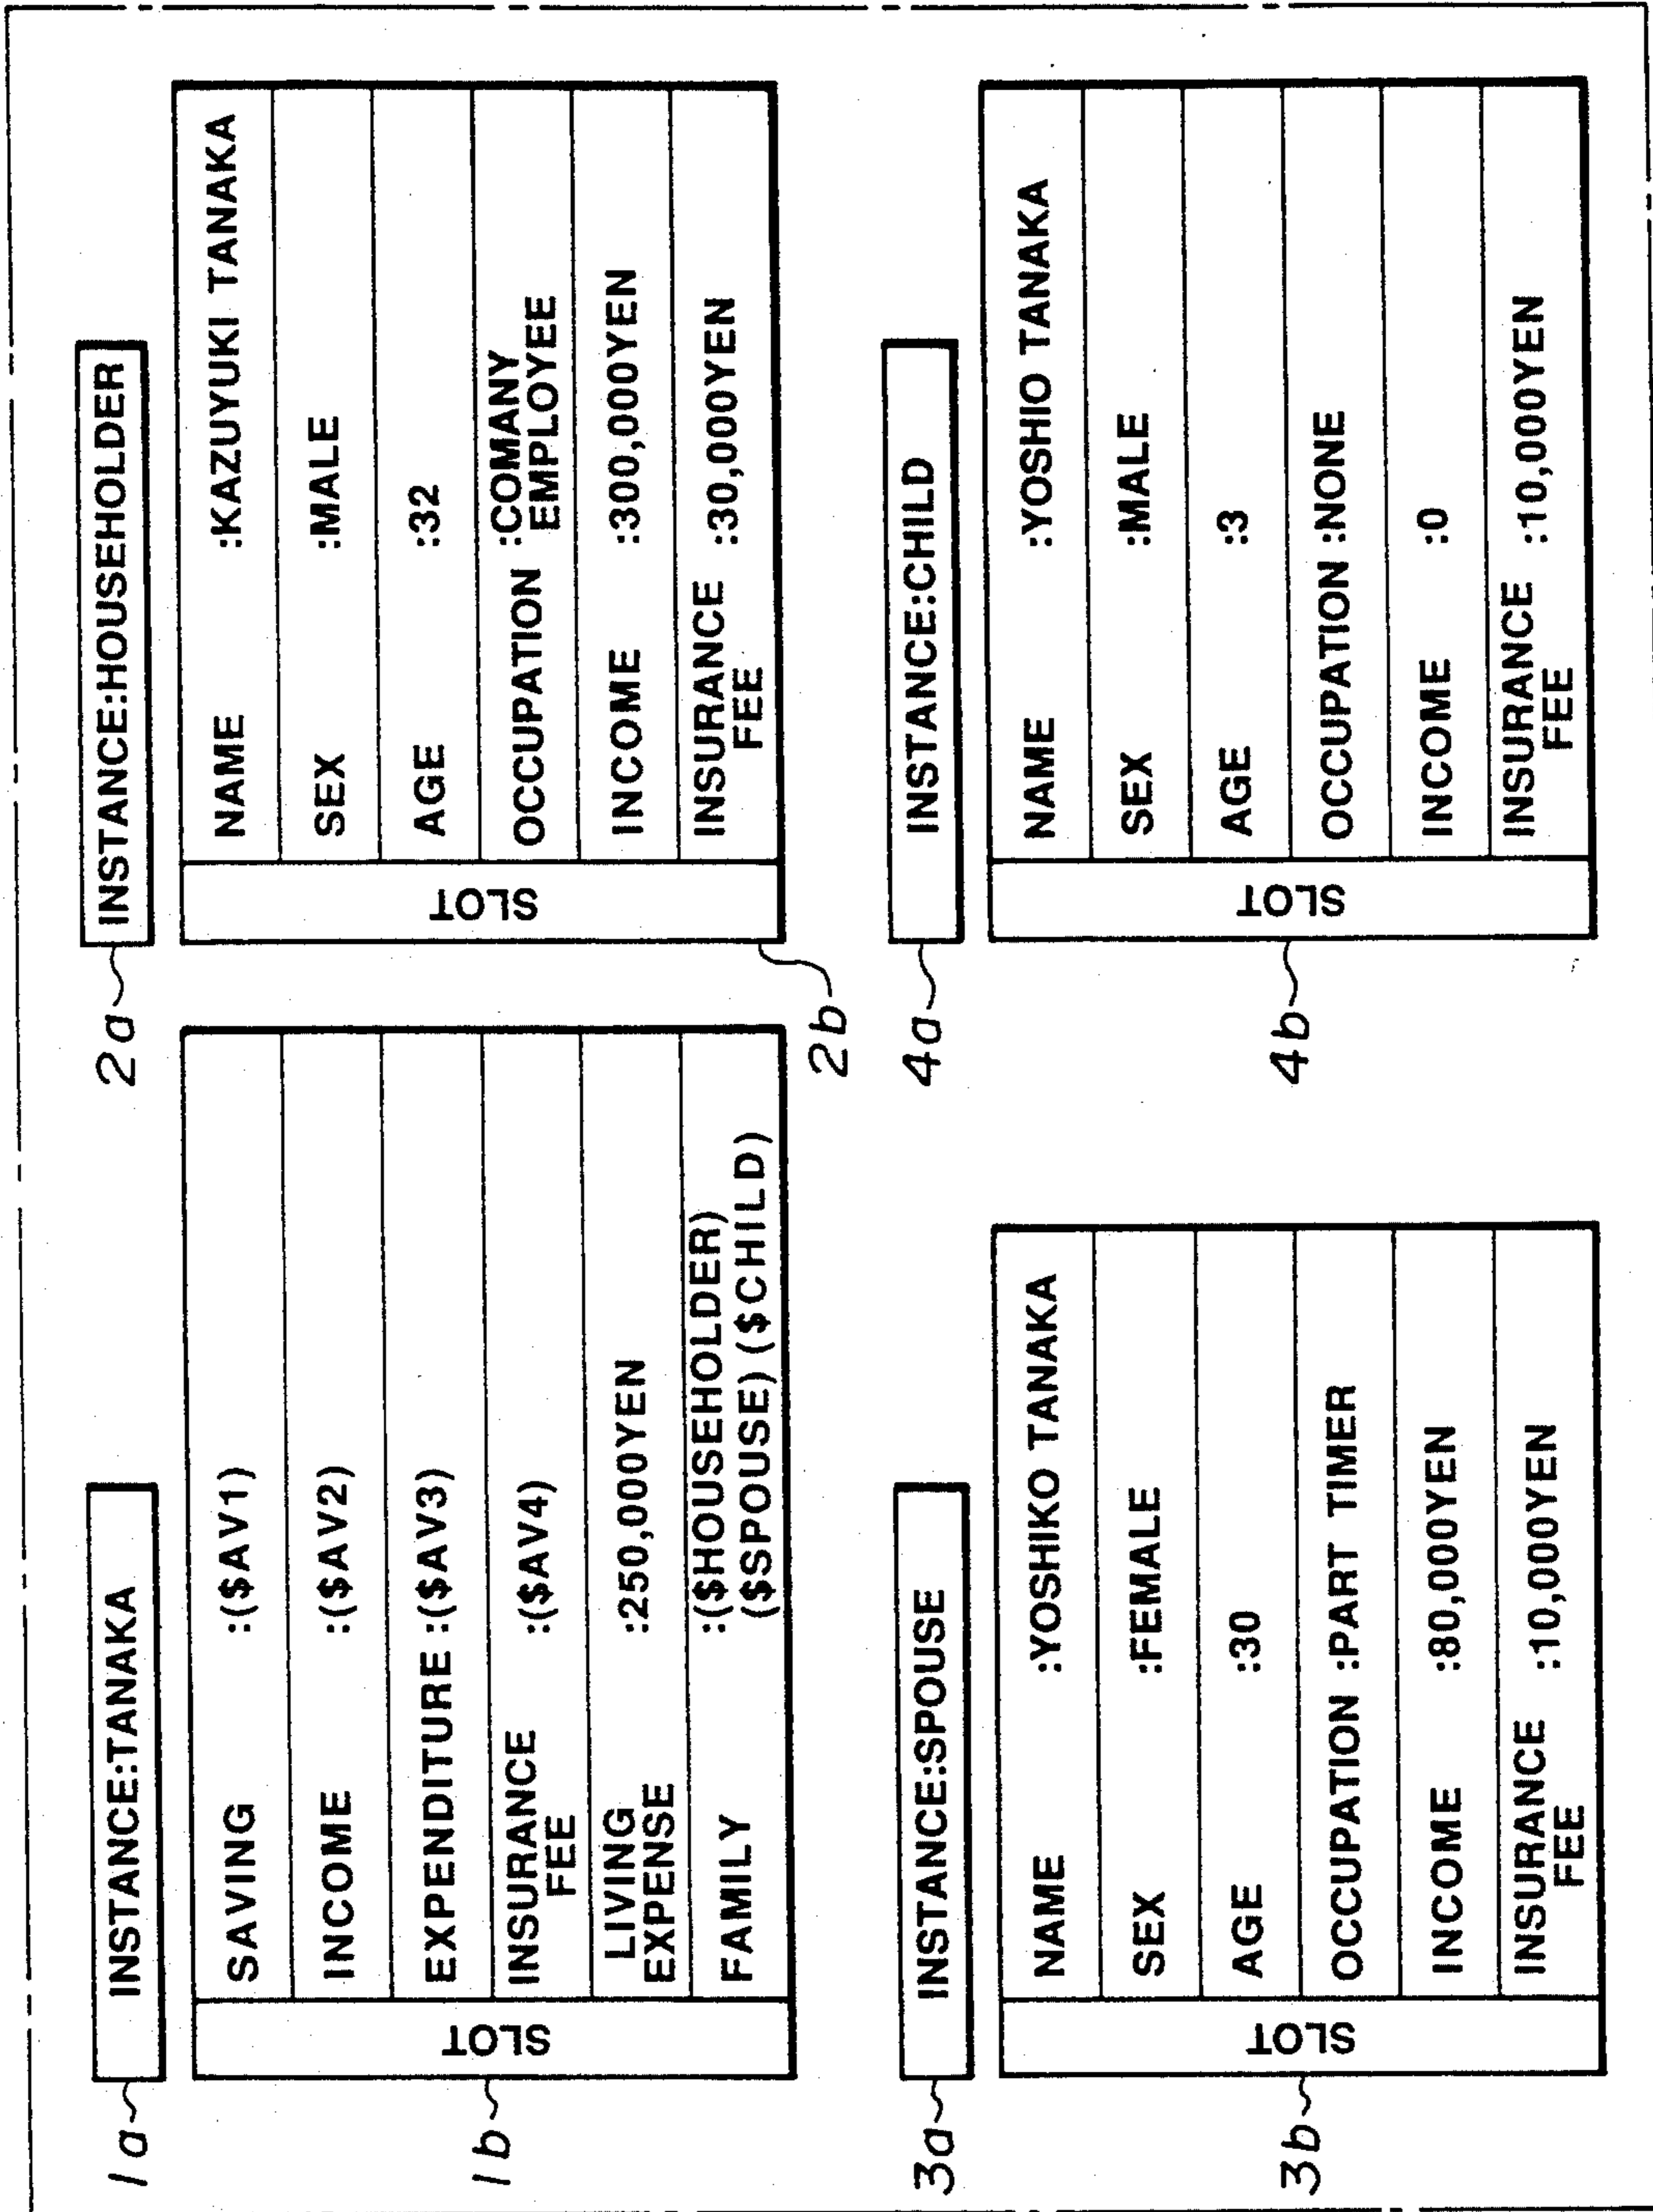 1a
INSTANCE:TANAKA
1b
SLOT
SAVING :($AV1)
INCOME :($AV2)
EXPENDITURE :($AV3)
INSURANCE :($AV4)
FEE
LIVING :250,000YEN
EXPENSE
FAMILY :($HOUSEHOLDER)
($SPOUSE) ($CHILD)
2a
INSTANCE:HOUSEHOLDER
2b
SLOT
NAME :KAZUYUKI TANAKA
SEX :MALE
AGE :32
OCCUPATION :COMANY
EMPLOYEE
INCOME :300,000YEN
INSURANCE :30,000YEN
FEE
3a
INSTANCE:SPOUSE
3b
SLOT
NAME :YOSHIKO TANAKA
SEX :FEMALE
AGE :30
OCCUPATION :PART TIMER
INCOME :80,000YEN
INSURANCE :10,000YEN
FEE
4a
INSTANCE:CHILD
4b
SLOT
NAME :YOSHIO TANAKA
SEX :MALE
AGE :3
OCCUPATION :NONE
INCOME :0
INSURANCE :10,000YEN
FEE